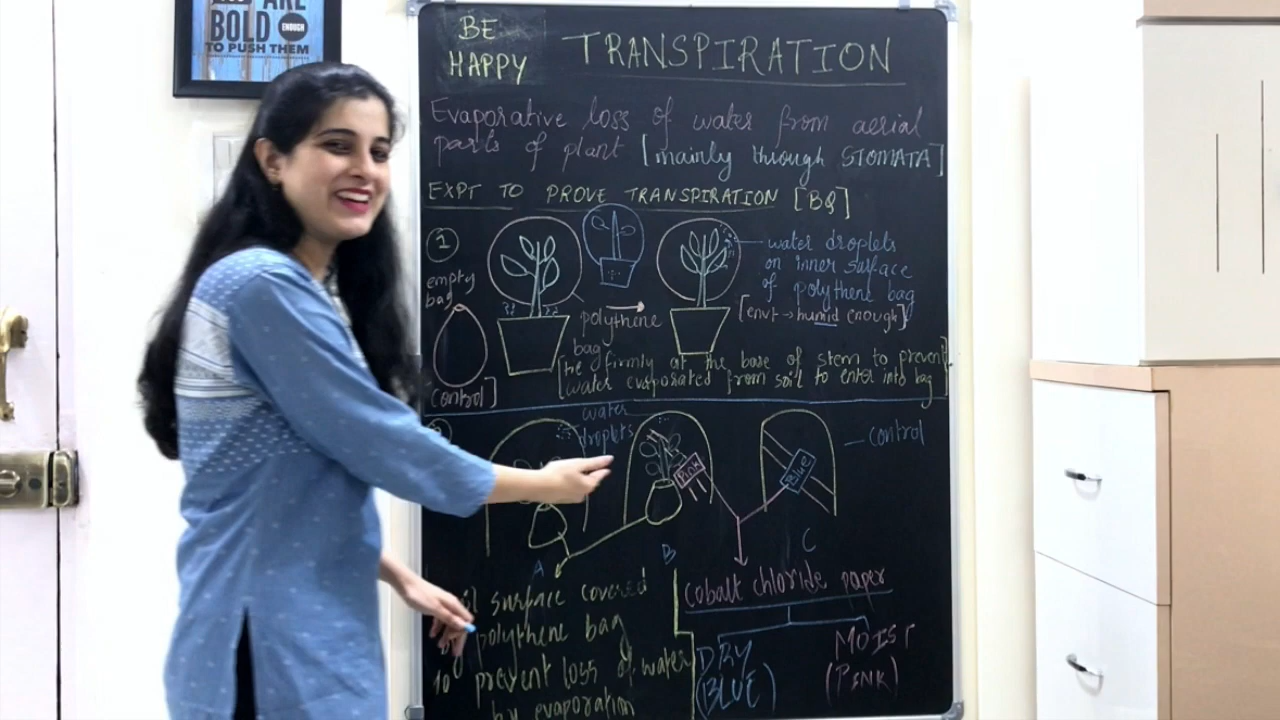 ARE
BOLD
ENOUGH
TO PUSH THEM
BE
HAPPY
TRANSPIRATION
Evaporative loss of water from aerial
parts of plant [mainly through STOMATA]
EXPT TO PROVE TRANSPIRATION [BQ]
1
empty
bag
[control]
polythene
bag
water droplets
on inner surface
of polythene bag
[envt → humid enough]
[tie firmly at the base of stem to prevent
water evaporated from soil to enter into bag]
water
droplets
Pink
Blue
control
A
B
C
surface covered
polythene bag
to prevent loss of water
by evaporation
cobalt chloride paper
DRY
(BLUE)
MOIST
(PINK)